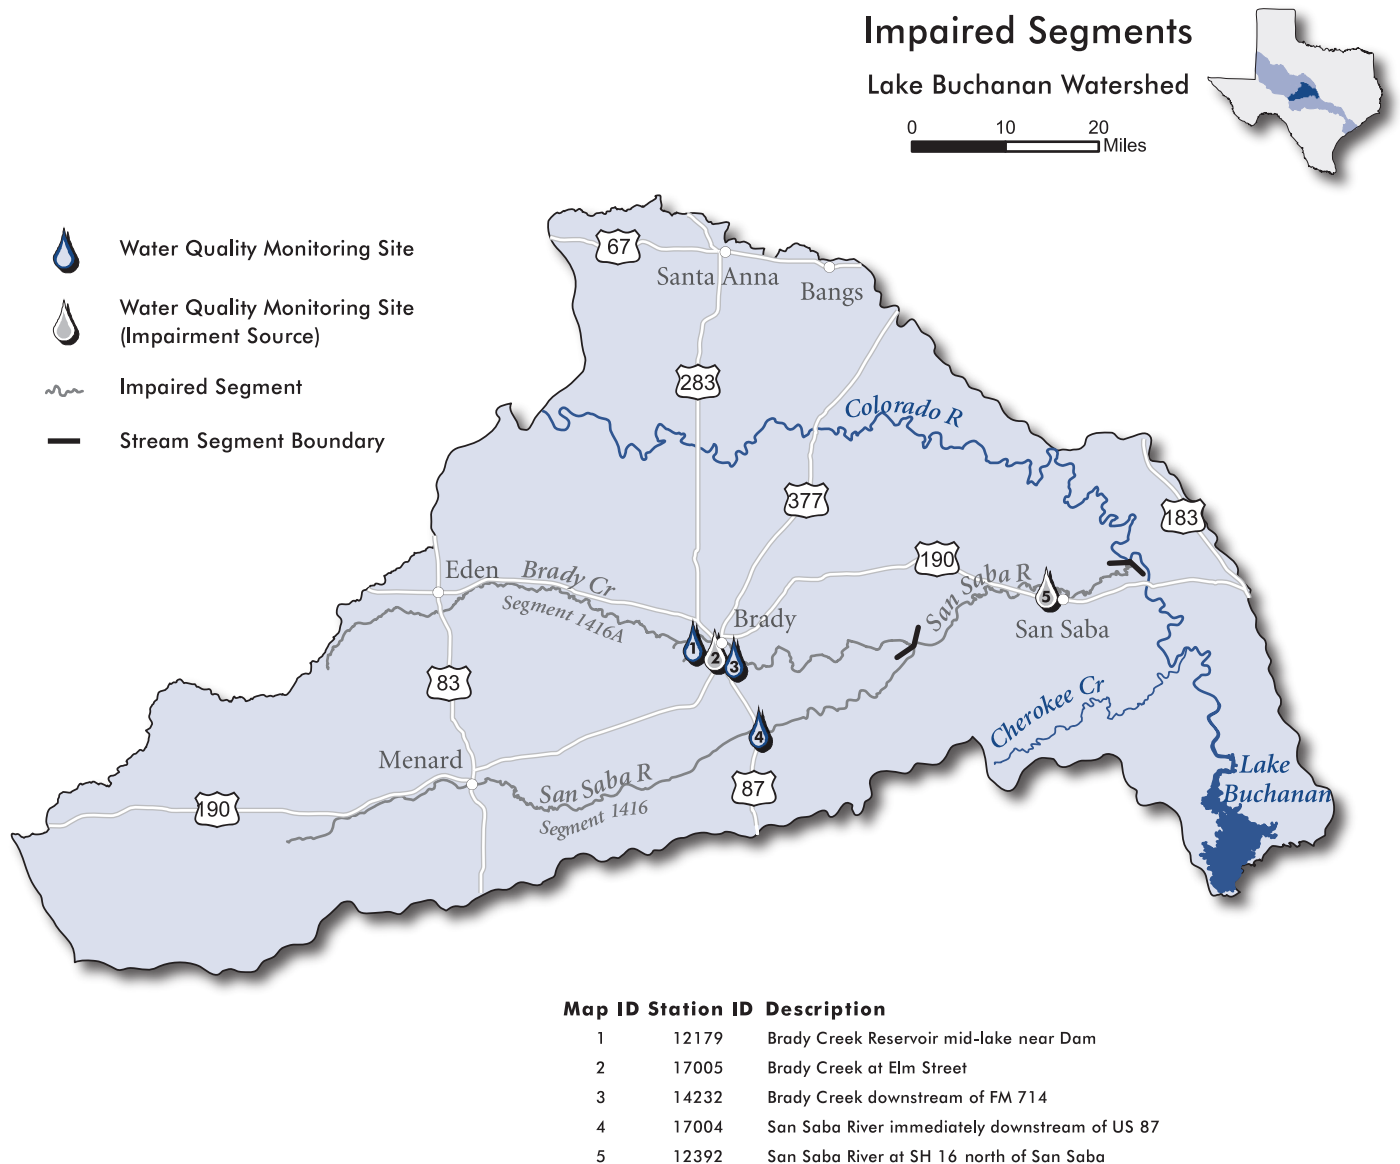 Impaired Segments
Lake Buchanan Watershed
0 10 20
Miles
Water Quality Monitoring Site
Water Quality Monitoring Site
(Impairment Source)
Impaired Segment
Stream Segment Boundary
67
Santa Anna
Bangs
283
Colorado R
377
183
190
Eden
Brady Cr
Segment 1416A
San Saba R
Brady
5
San Saba
1
2
3
83
4
Cherokee Cr
Menard
San Saba R
Segment 1416
87
190
Lake
Buchanan
Map ID Station ID Description
1 12179 Brady Creek Reservoir mid-lake near Dam
2 17005 Brady Creek at Elm Street
3 14232 Brady Creek downstream of FM 714
4 17004 San Saba River immediately downstream of US 87
5 12392 San Saba River at SH 16 north of San Saba